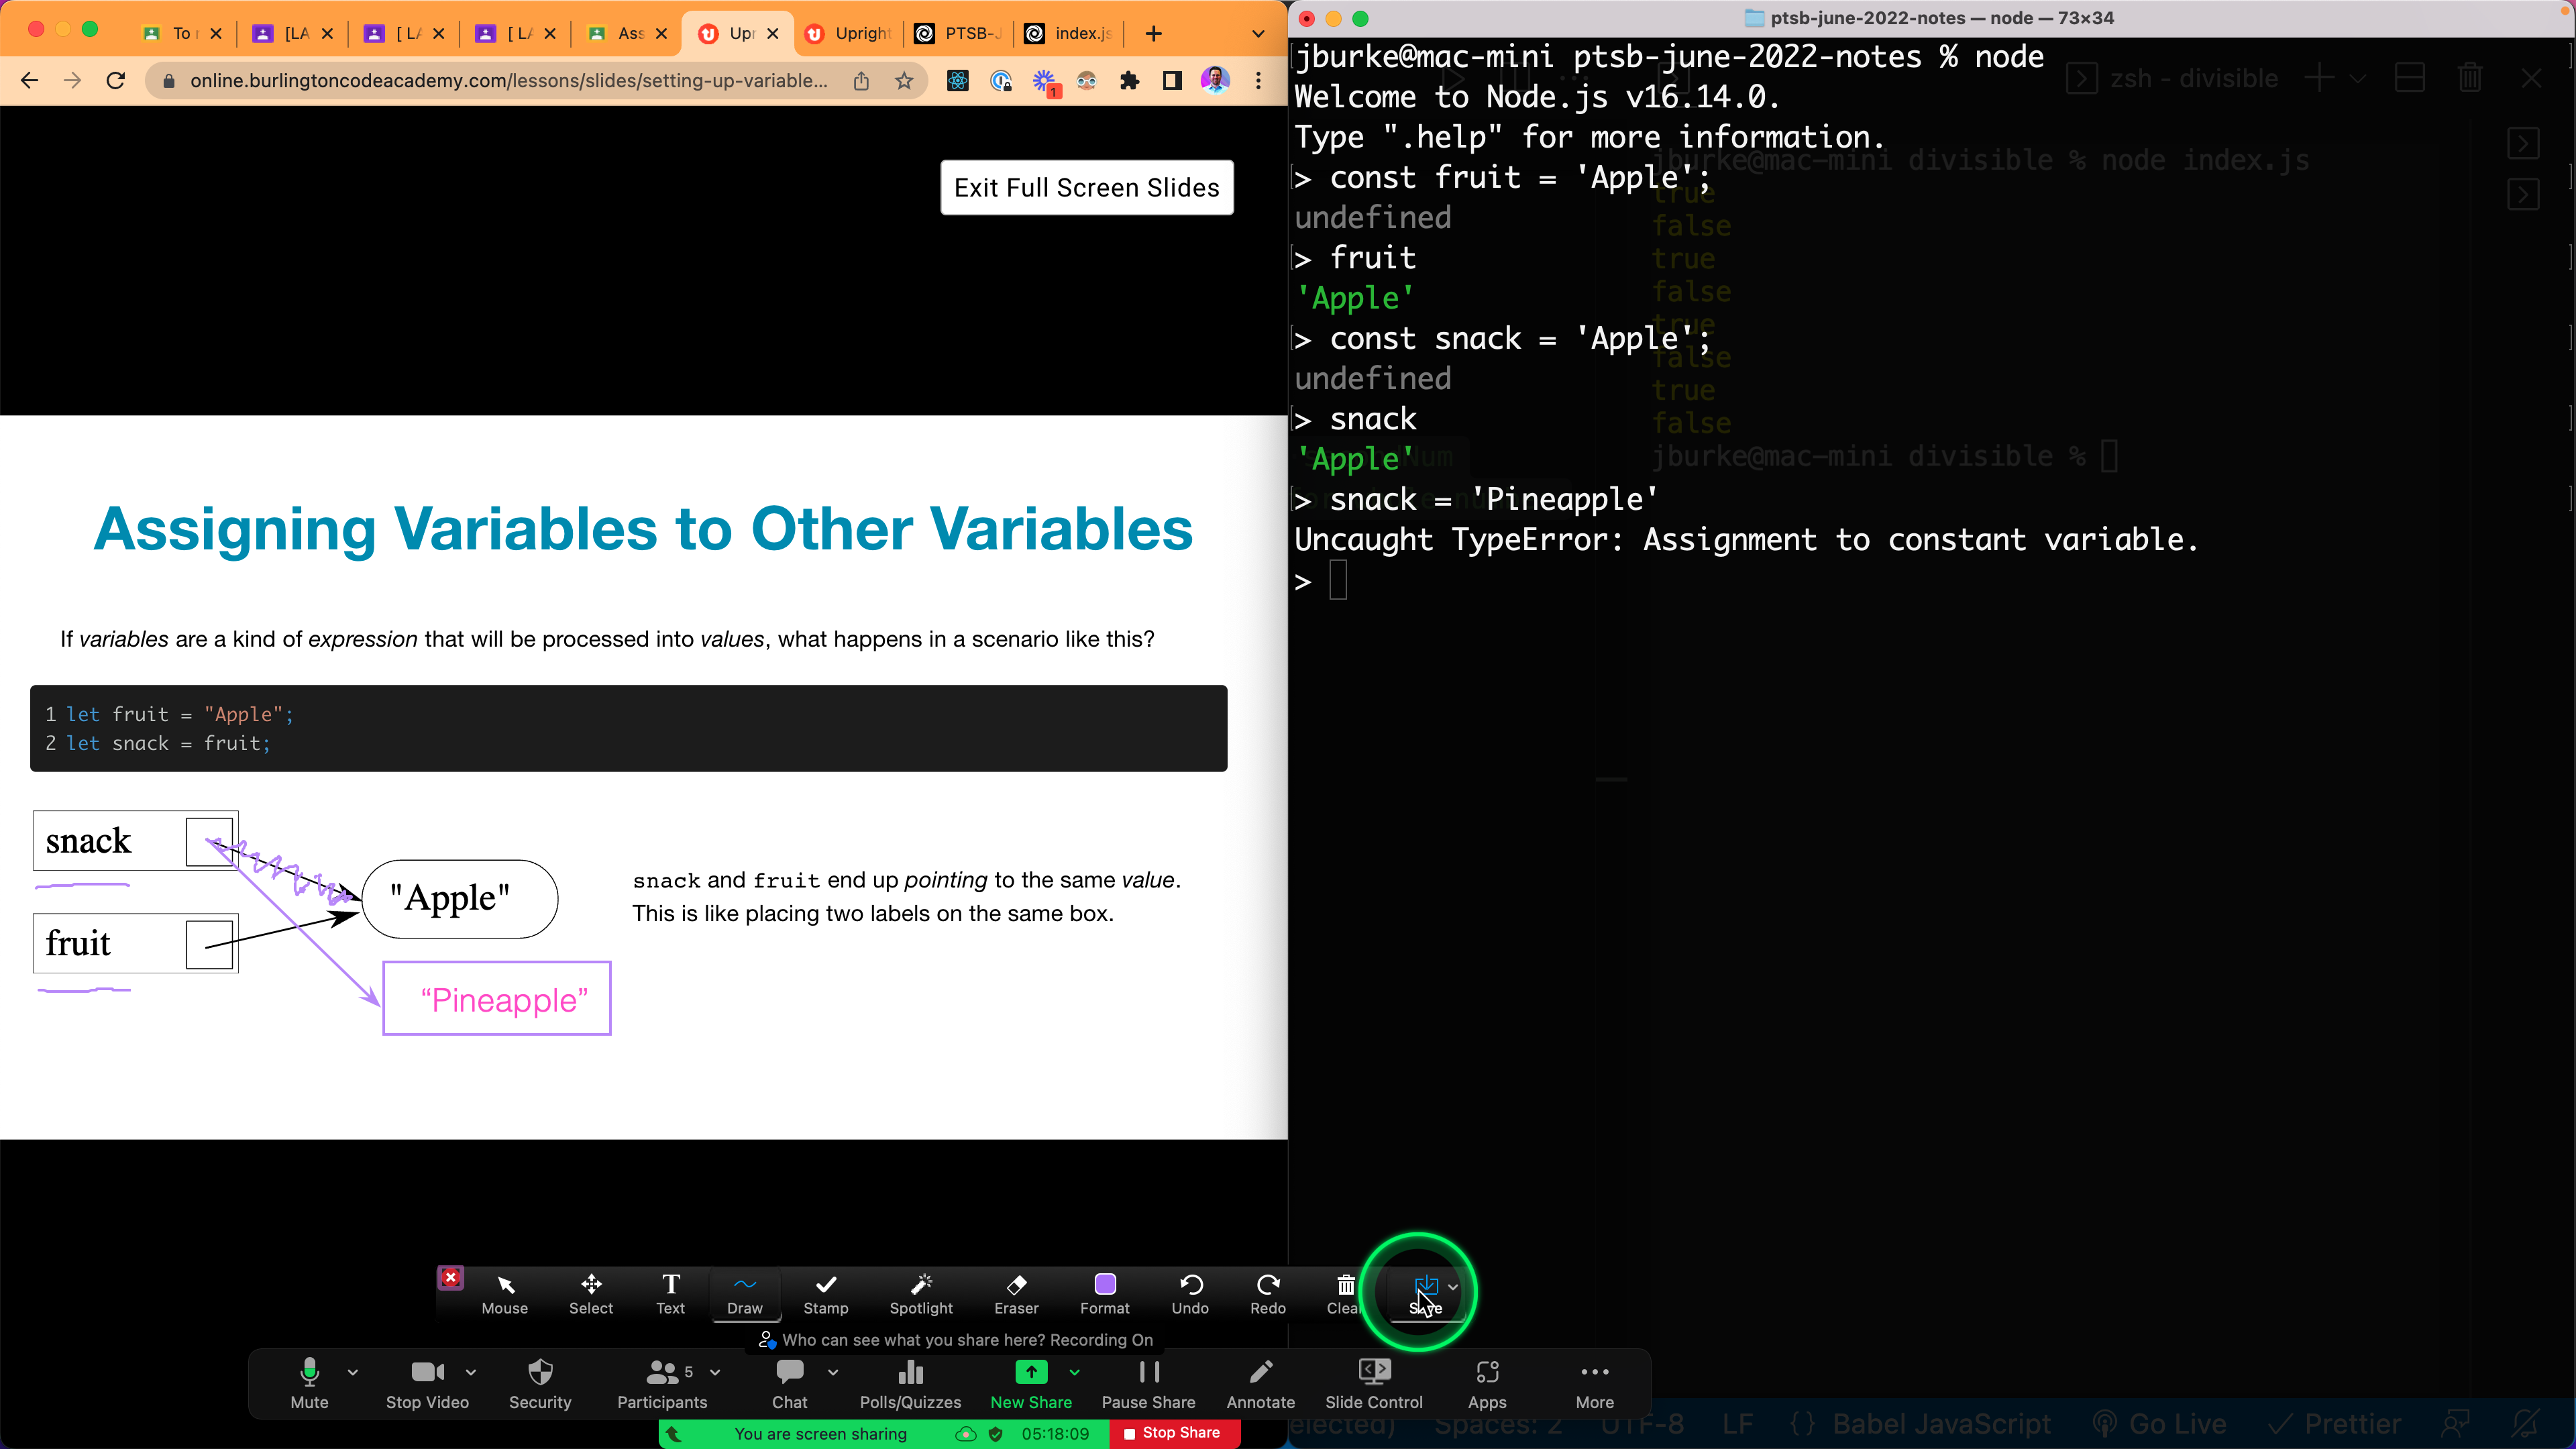 To
[LA
[ LA
[ LA
Ass
Upr
Upright
PTSB-J
index.js
online.burlingtoncodeacademy.com/lessons/slides/setting-up-variable...
1
Exit Full Screen Slides
Assigning Variables to Other Variables
If variables are a kind of expression that will be processed into values, what happens in a scenario like this?
1 let fruit = "Apple";
2 let snack = fruit;
snack
fruit
"Apple"
“Pineapple”
snack and fruit end up pointing to the same value.
This is like placing two labels on the same box.
ptsb-june-2022-notes — node — 73×34
jburke@mac-mini ptsb-june-2022-notes % node
Welcome to Node.js v16.14.0.
Type ".help" for more information.
> const fruit = 'Apple';
undefined
> fruit
'Apple'
> const snack = 'Apple';
undefined
> snack
'Apple'
> snack = 'Pineapple'
Uncaught TypeError: Assignment to constant variable.
>
zsh - divisible
jburke@mac-mini divisible % node index.js
true
false
true
false
true
false
true
false
jburke@mac-mini divisible %
Mouse
Select
Text
Draw
Stamp
Spotlight
Eraser
Format
Undo
Redo
Clear
Save
Who can see what you share here? Recording On
Mute
Stop Video
Security
5
Participants
Chat
Polls/Quizzes
New Share
Pause Share
Annotate
Slide Control
Apps
More
You are screen sharing
05:18:09
Stop Share
Spaces: 2
UTF-8
LF
{} Babel JavaScript
Go Live
Prettier